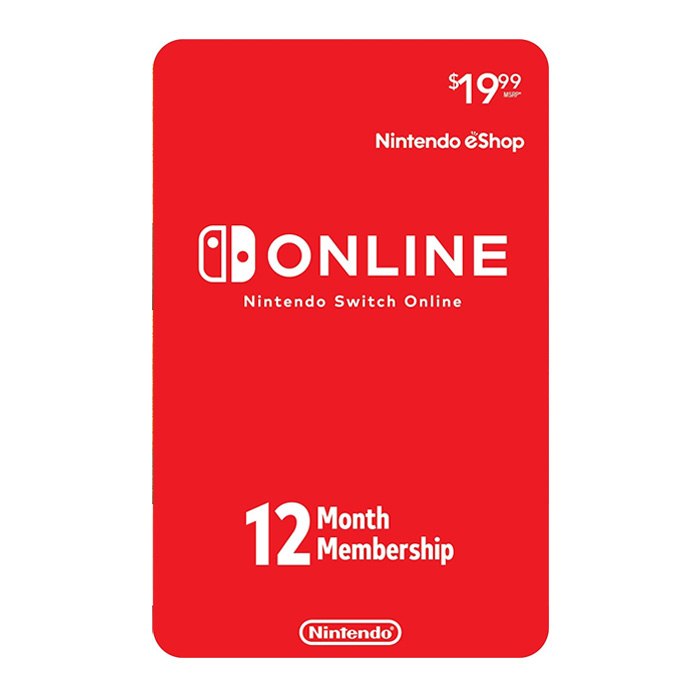 $19.99
MSRP*
Nintendo eShop
ONLINE
Nintendo Switch Online
12 Month
Membership
Nintendo